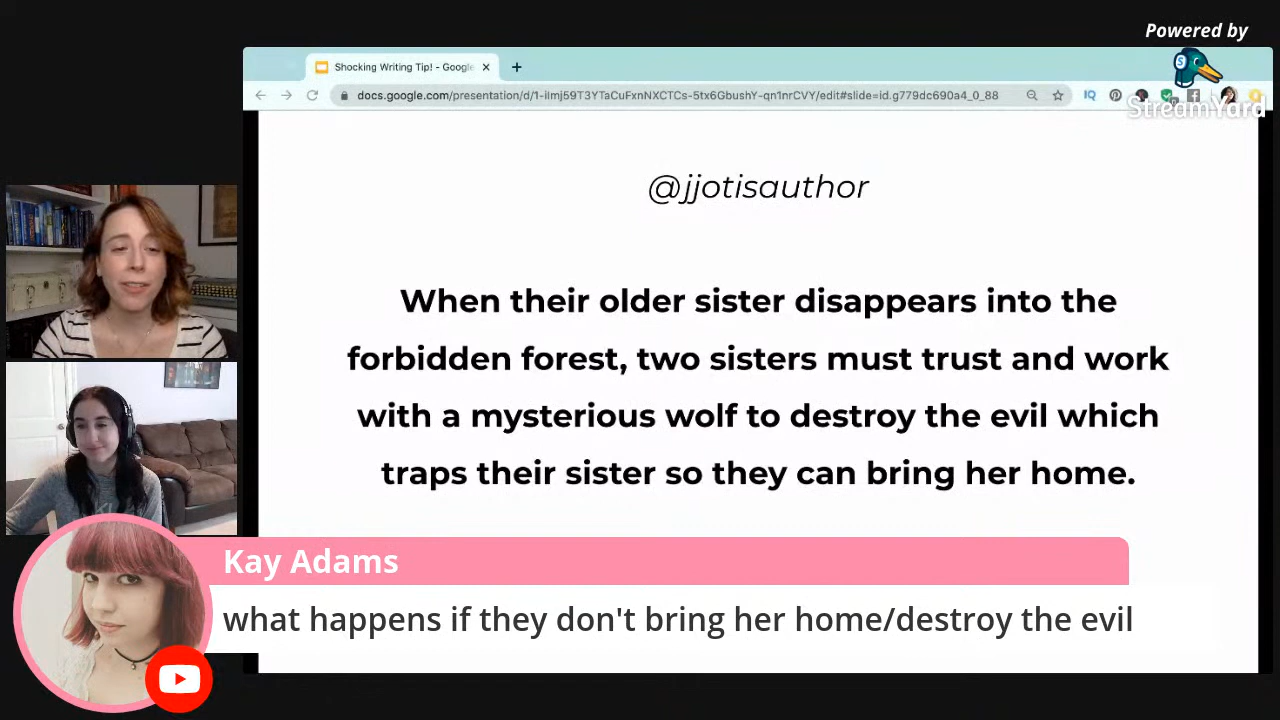 Powered by
StreamYard
Shocking Writing Tip! - Google
docs.google.com/presentation/d/1-iImj59T3YTaCuFxnNXCTCs-5tx6GbushY-qn1nrCVY/edit#slide=id.g779dc690a4_0_88
IQ
@jjotisauthor
When their older sister disappears into the
forbidden forest, two sisters must trust and work
with a mysterious wolf to destroy the evil which
traps their sister so they can bring her home.
Kay Adams
what happens if they don't bring her home/destroy the evil